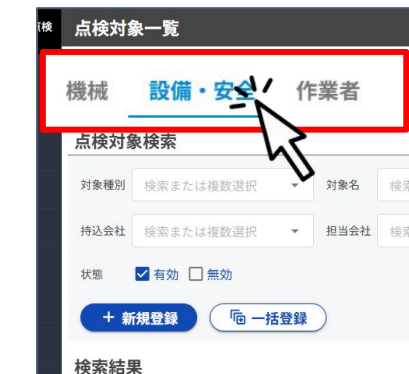 点検対象一覧
検
機械 設備・安全 作業者
点検対象検索
対象種別 検索または複数選択 対象名 検索
持込会社 検索または複数選択 担当会社 検索
状態 有効 無効
+ 新規登録 一括登録
検索結果